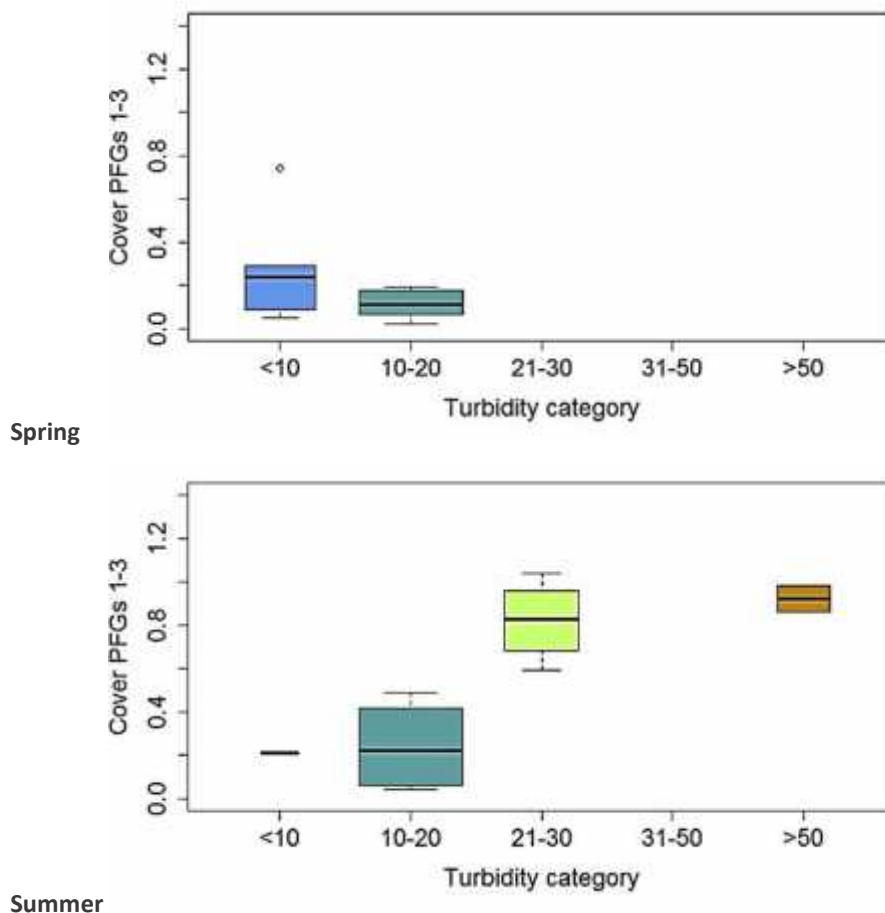 Cover PFGs 1-3
1.2
0.8
0.4
0.0
<10 10-20 21-30 31-50 >50
Turbidity category
Spring
Cover PFGs 1-3
1.2
0.8
0.4
0.0
<10 10-20 21-30 31-50 >50
Turbidity category
Summer